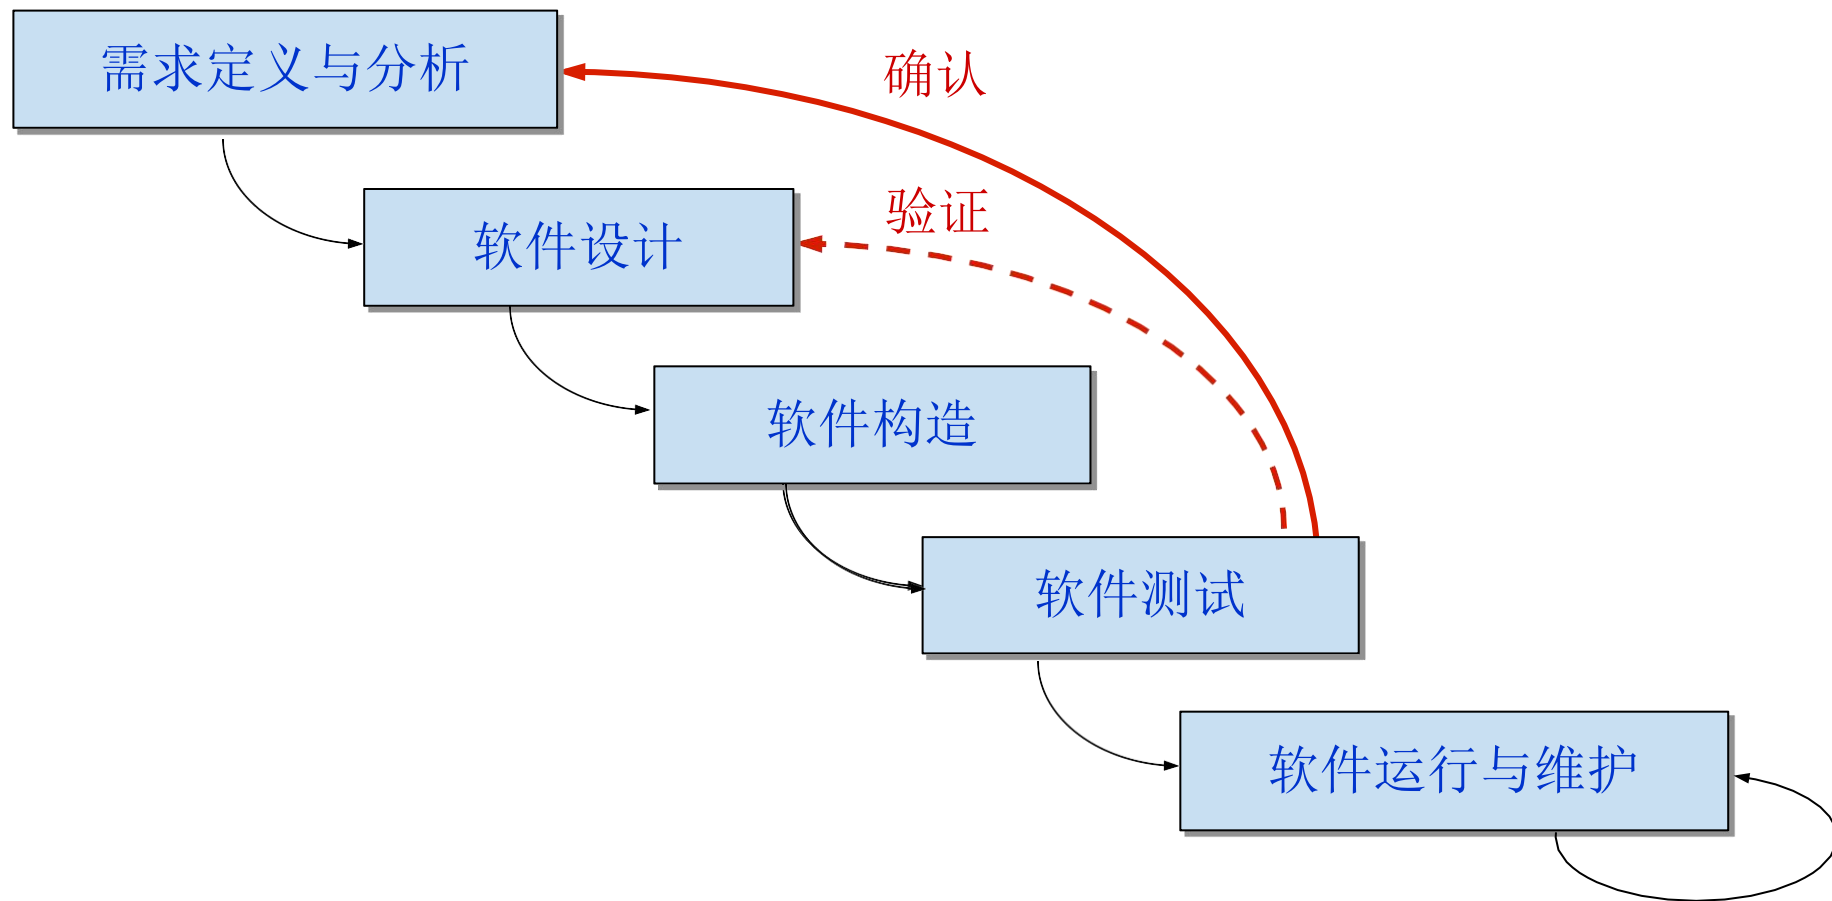 需求定义与分析
确认
验证
软件设计
软件构造
软件测试
软件运行与维护